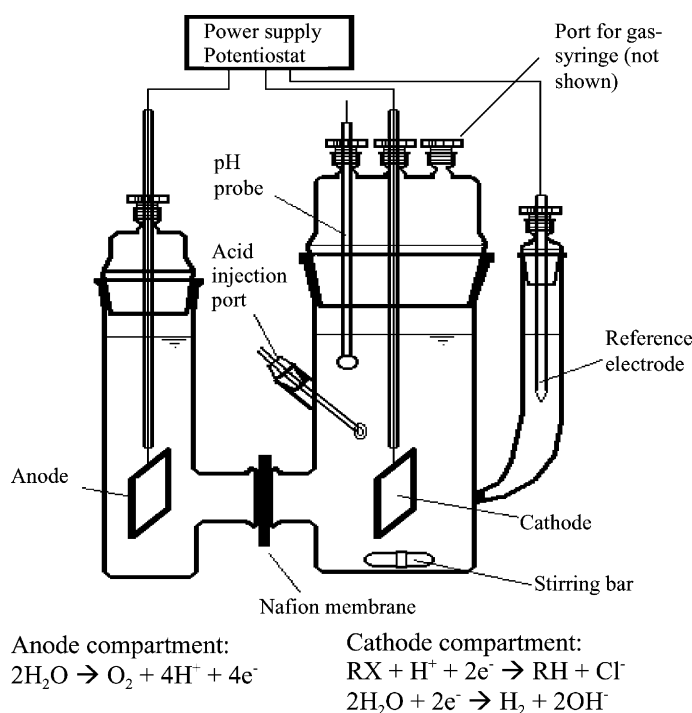 Power supply
Potentiostat
Port for gas-
syringe (not
shown)
pH
probe
Acid
injection
port
Reference
electrode
Anode
Cathode
Stirring bar
Nafion membrane
Anode compartment:
2H₂O → O₂ + 4H⁺ + 4e⁻
Cathode compartment:
RX + H⁺ + 2e⁻ → RH + Cl⁻
2H₂O + 2e⁻ → H₂ + 2OH⁻